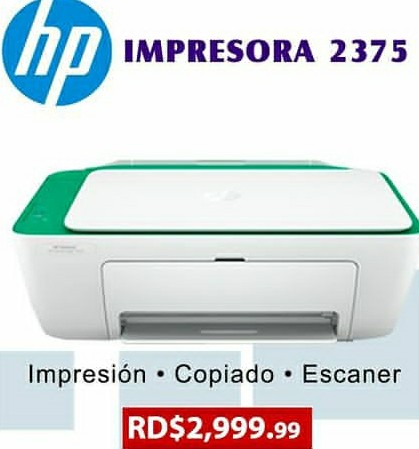 hp
IMPRESORA 2375
Impresión • Copiado • Escaner
RD$2,999.99